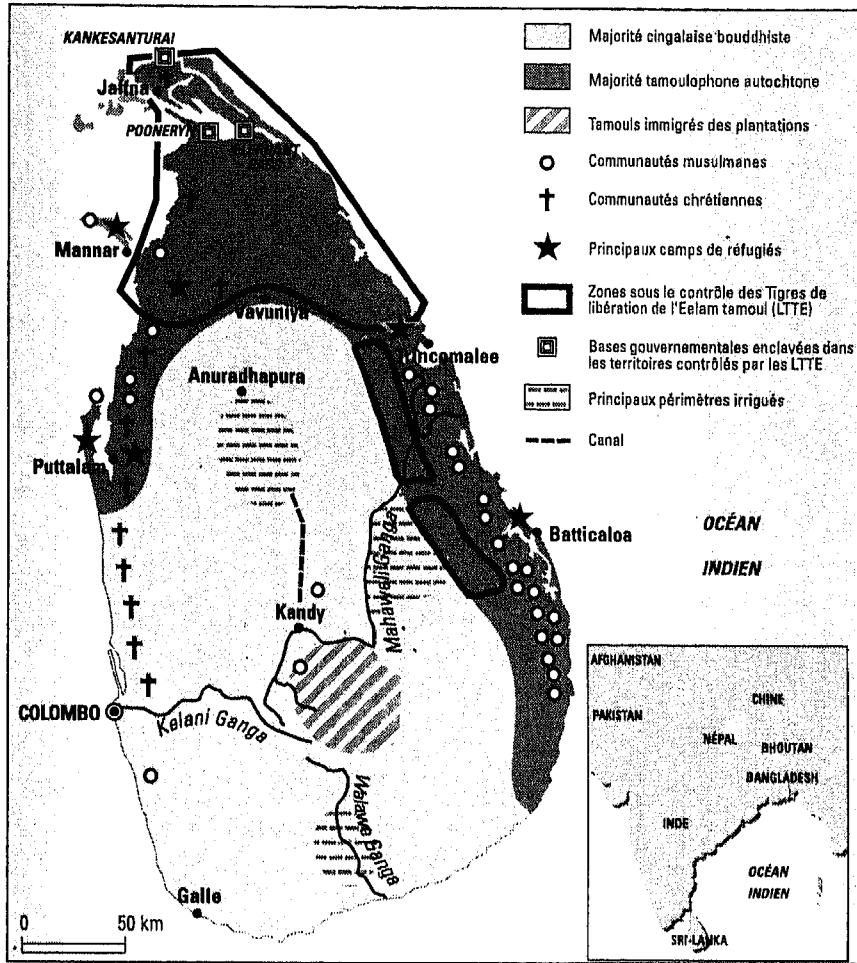 KANKESANTURAI
Jaffna
POONERYN
Mannar
Vavuniya
Trincomalee
Anuradhapura
Puttalam
Batticaloa
Mahaweli Ganga
Kandy
COLOMBO
Kelani Ganga
Walawe Ganga
Galle
0 50 km
Majorité cingalaise bouddhiste
Majorité tamoulophone autochtone
Tamouls immigrés des plantations
Communautés musulmanes
Communautés chrétiennes
Principaux camps de réfugiés
Zones sous le contrôle des Tigres de
libération de l'Eelam tamoul (LTTE)
Bases gouvernementales enclavées dans
les territoires contrôlés par les LTTE
Principaux périmètres irrigués
Canal
OCÉAN
INDIEN
AFGHANISTAN
CHINE
PAKISTAN
NÉPAL
BHOUTAN
BANGLADESH
INDE
OCÉAN
INDIEN
SRI-LANKA